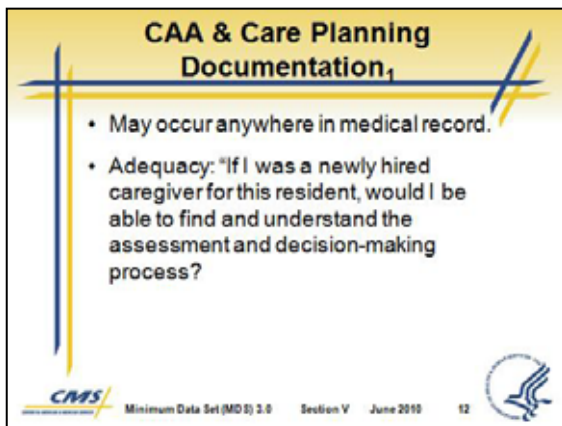 CAA & Care Planning
Documentation₁
• May occur anywhere in medical record.
• Adequacy: “If I was a newly hired
caregiver for this resident, would I be
able to find and understand the
assessment and decision-making
process?
CMS
Minimum Data Set (MDS) 3.0 Section V June 2010 12